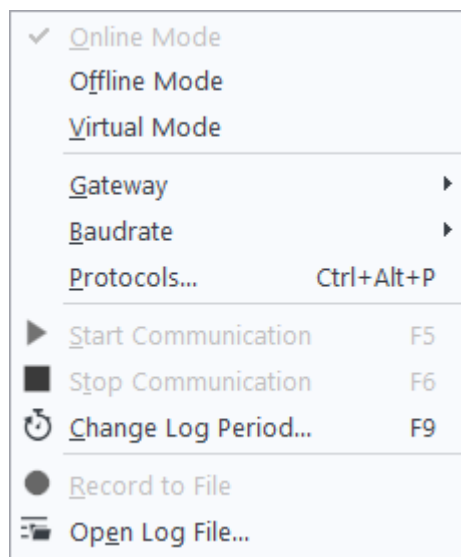 Online Mode
Offline Mode
Virtual Mode
Gateway
Baudrate
Protocols... Ctrl+Alt+P
Start Communication F5
Stop Communication F6
Change Log Period... F9
Record to File
Open Log File...